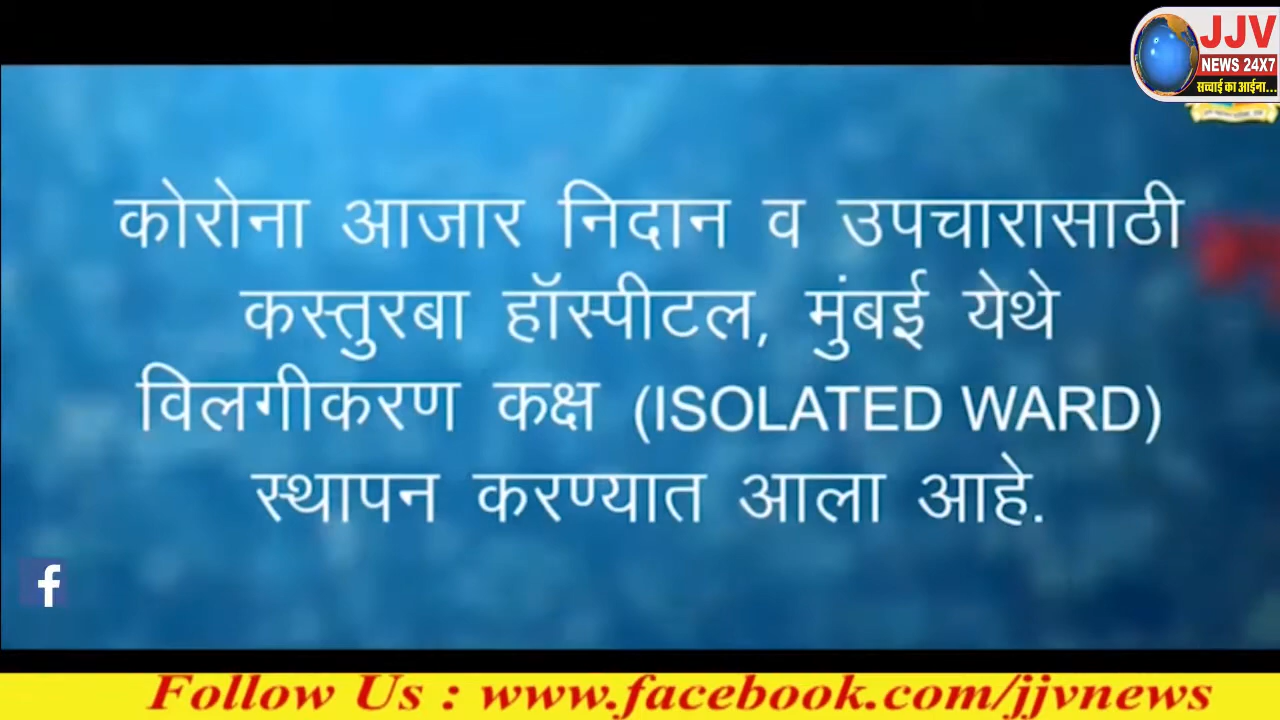 JJV
NEWS 24X7
सच्चाई का आईना...
कोरोना आजार निदान व उपचारासाठी
कस्तुरबा हॉस्पीटल, मुंबई येथे
विलगीकरण कक्ष (ISOLATED WARD)
स्थापन करण्यात आला आहे.
f
Follow Us : www.facebook.com/jjvnews